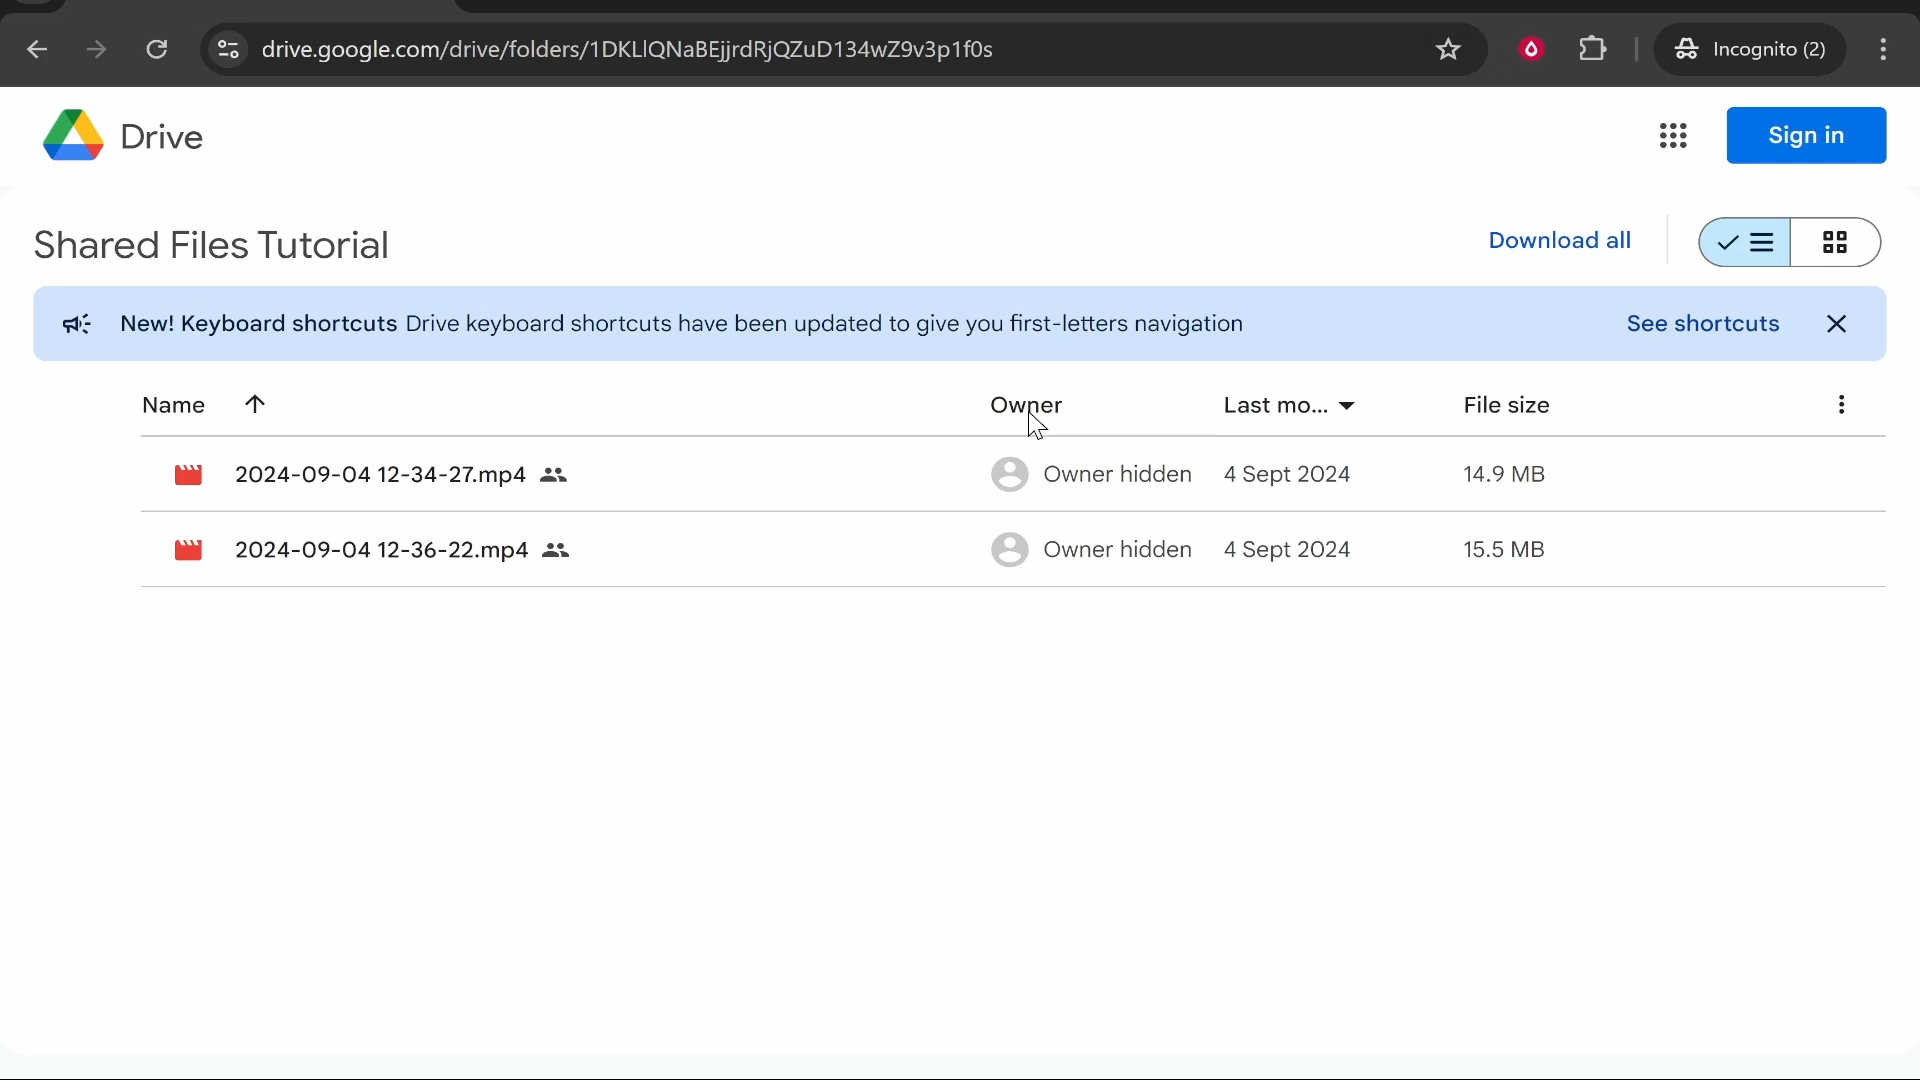 drive.google.com/drive/folders/1DKLlQNaBEjjrdRjQZuD134wZ9v3p1f0s
Incognito (2)
Drive
Sign in
Shared Files Tutorial
Download all
New! Keyboard shortcuts Drive keyboard shortcuts have been updated to give you first-letters navigation
See shortcuts
Name Owner Last mo... File size
2024-09-04 12-34-27.mp4 Owner hidden 4 Sept 2024 14.9 MB
2024-09-04 12-36-22.mp4 Owner hidden 4 Sept 2024 15.5 MB